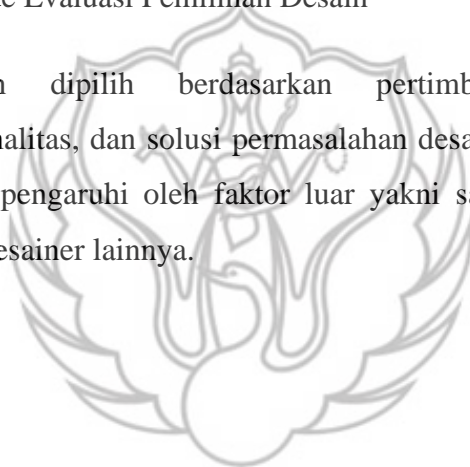 e Evaluasi Pemilihan Desain
n dipilih berdasarkan pertimb
nalitas, dan solusi permasalahan desa
pengaruhi oleh faktor luar yakni sa
esainer lainnya.